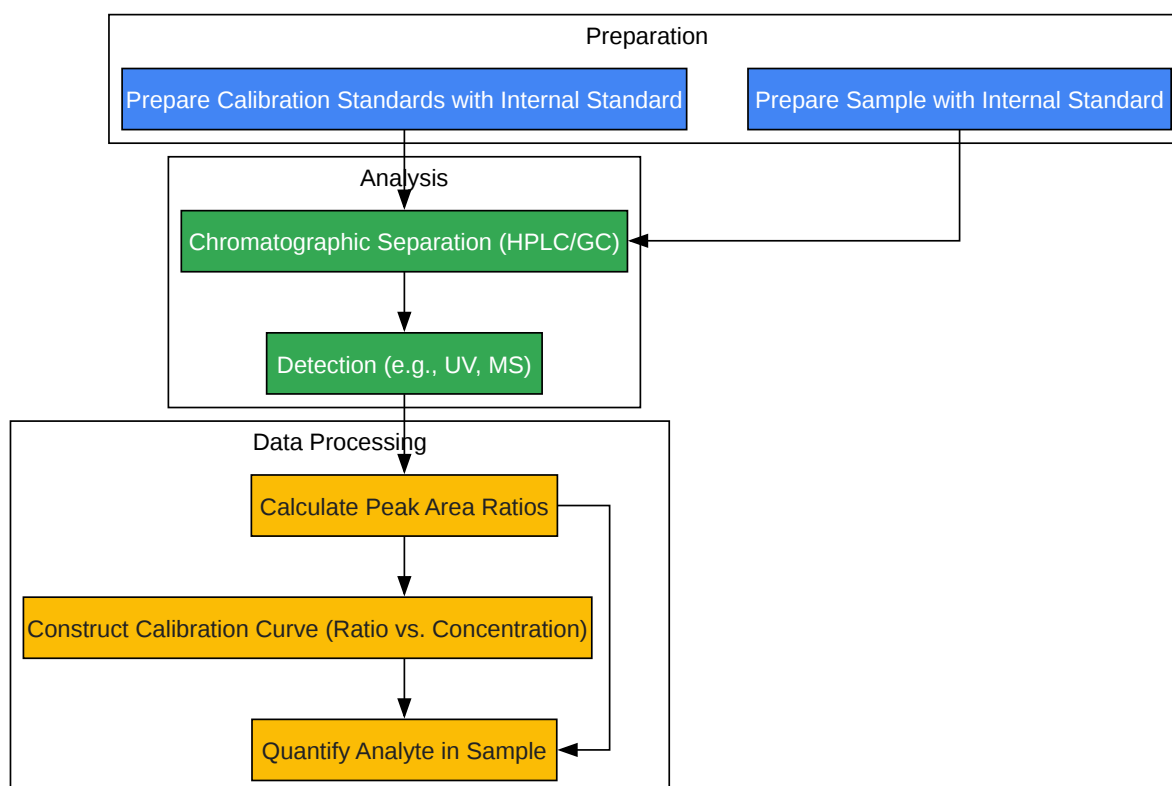 Preparation
Prepare Calibration Standards with Internal Standard
Prepare Sample with Internal Standard
Analysis
Chromatographic Separation (HPLC/GC)
Detection (e.g., UV, MS)
Data Processing
Calculate Peak Area Ratios
Construct Calibration Curve (Ratio vs. Concentration)
Quantify Analyte in Sample